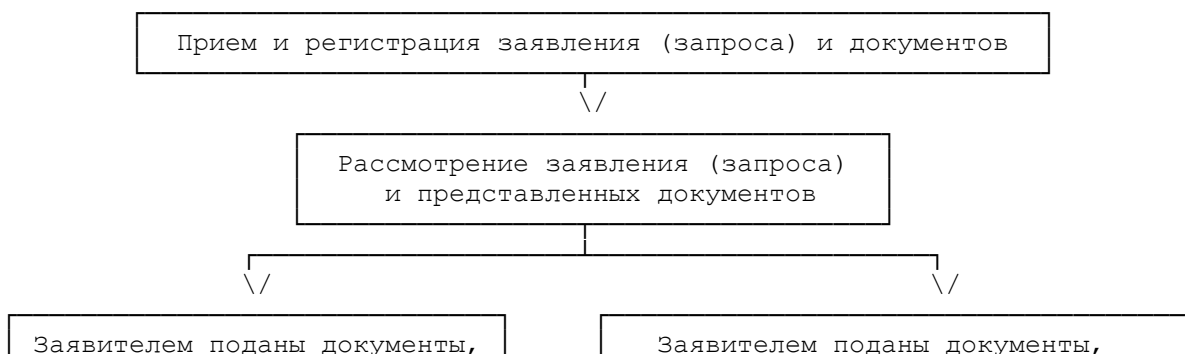 Прием и регистрация заявления (запроса) и документов
Рассмотрение заявления (запроса)
и представленных документов
Заявителем поданы документы,
Заявителем поданы документы,